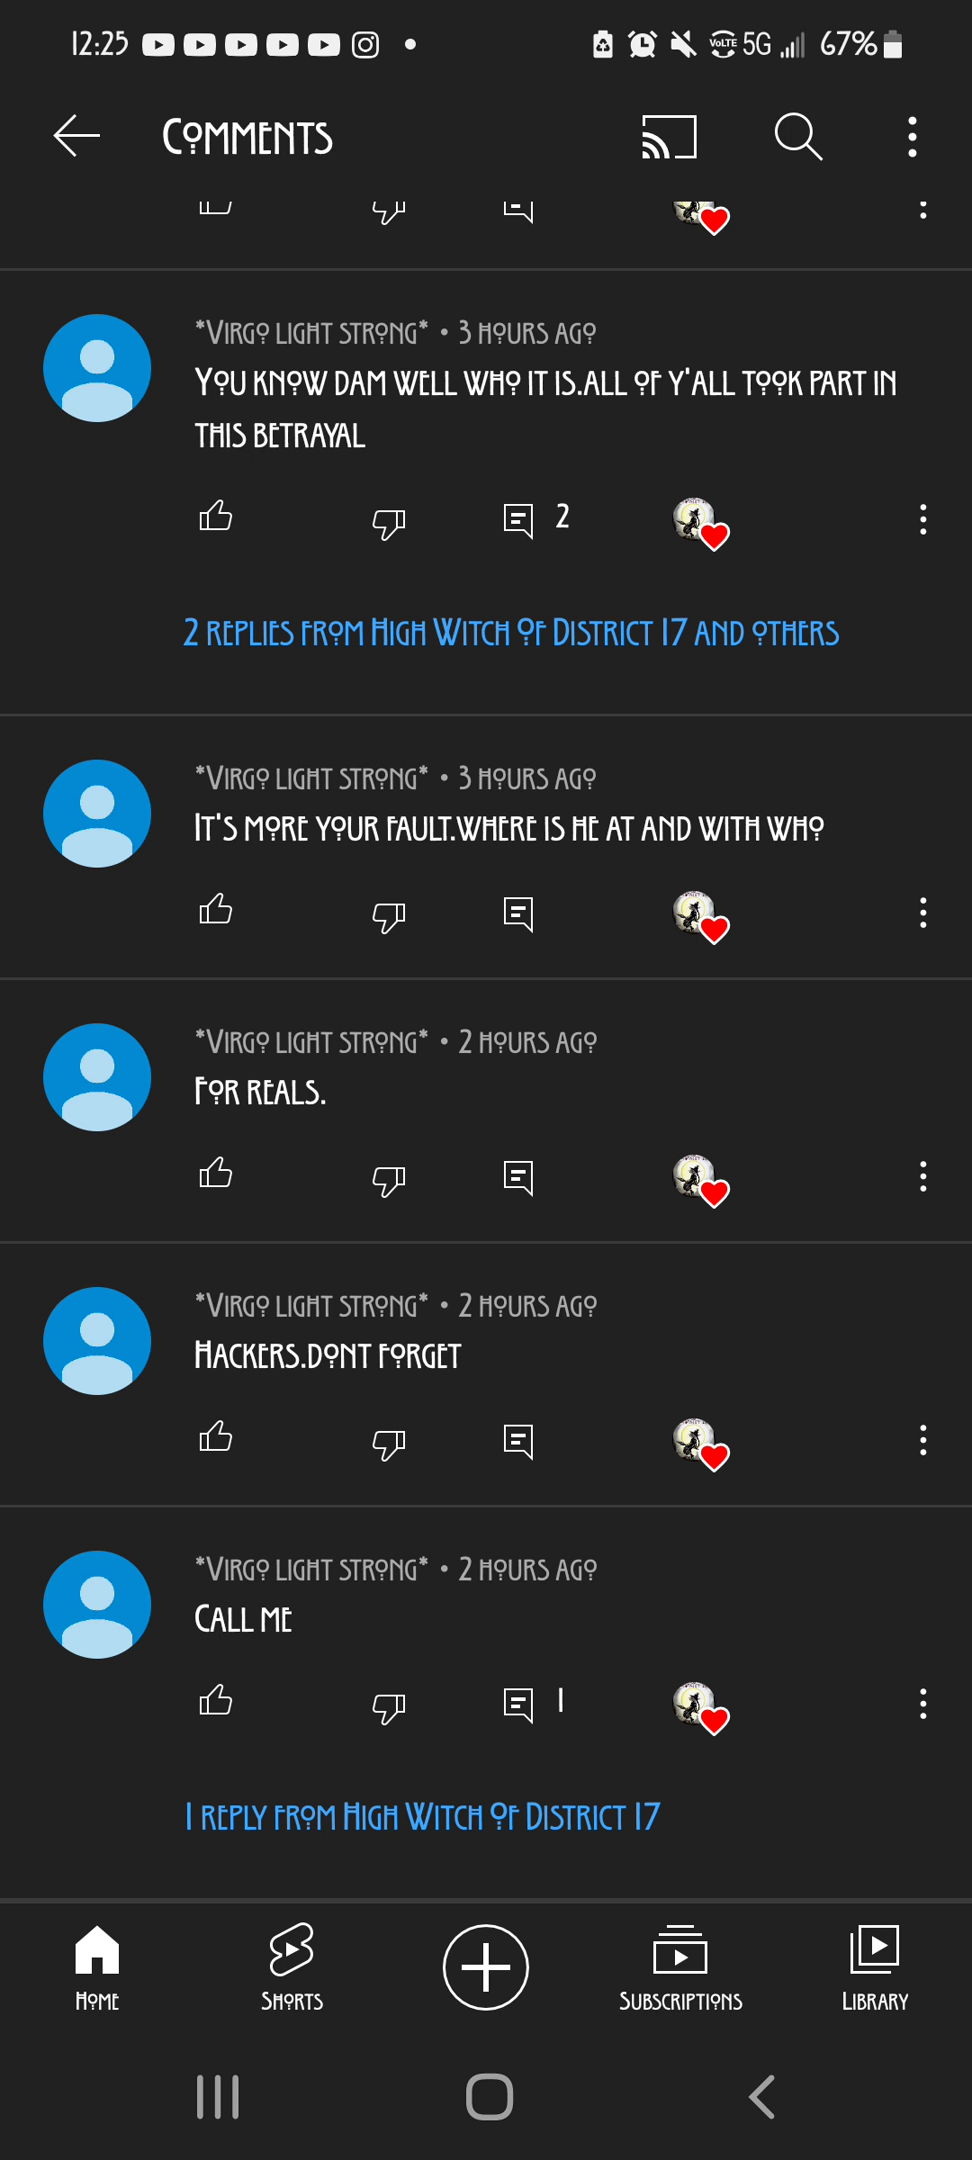 12:25
VoLTE 5G 67%
Comments
*Virgo light strong* • 3 hours ago
You know dam well who it is.all of y'all took part in
this betrayal
2
2 replies from High Witch Of District 17 and others
*Virgo light strong* • 3 hours ago
It's more your fault.where is he at and with who
*Virgo light strong* • 2 hours ago
For reals.
*Virgo light strong* • 2 hours ago
Hackers.dont forget
*Virgo light strong* • 2 hours ago
Call me
1
1 reply from High Witch Of District 17
Home Shorts Subscriptions Library